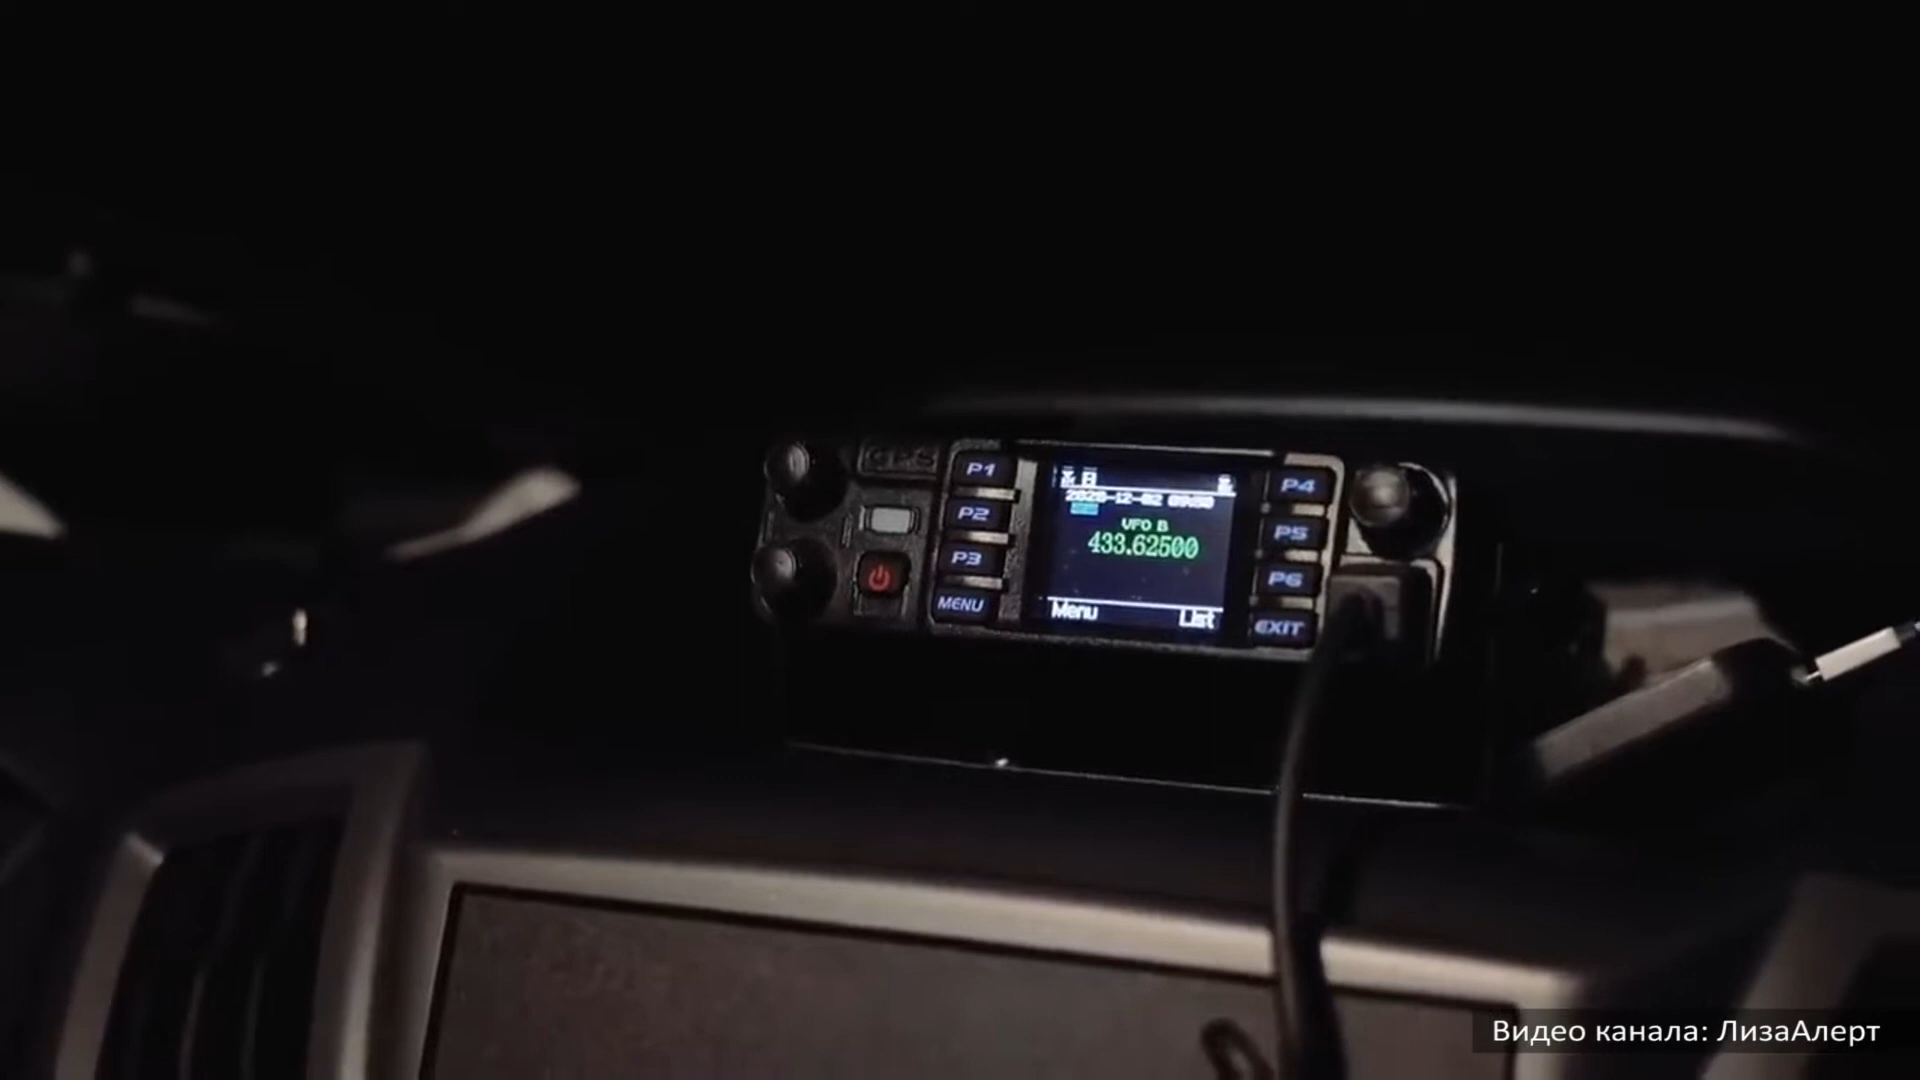 GPS
P1
P2
P3
MENU
VFO B
433.62500
Menu
List
P4
P5
P6
EXIT
Видео канала: ЛизаАлерт